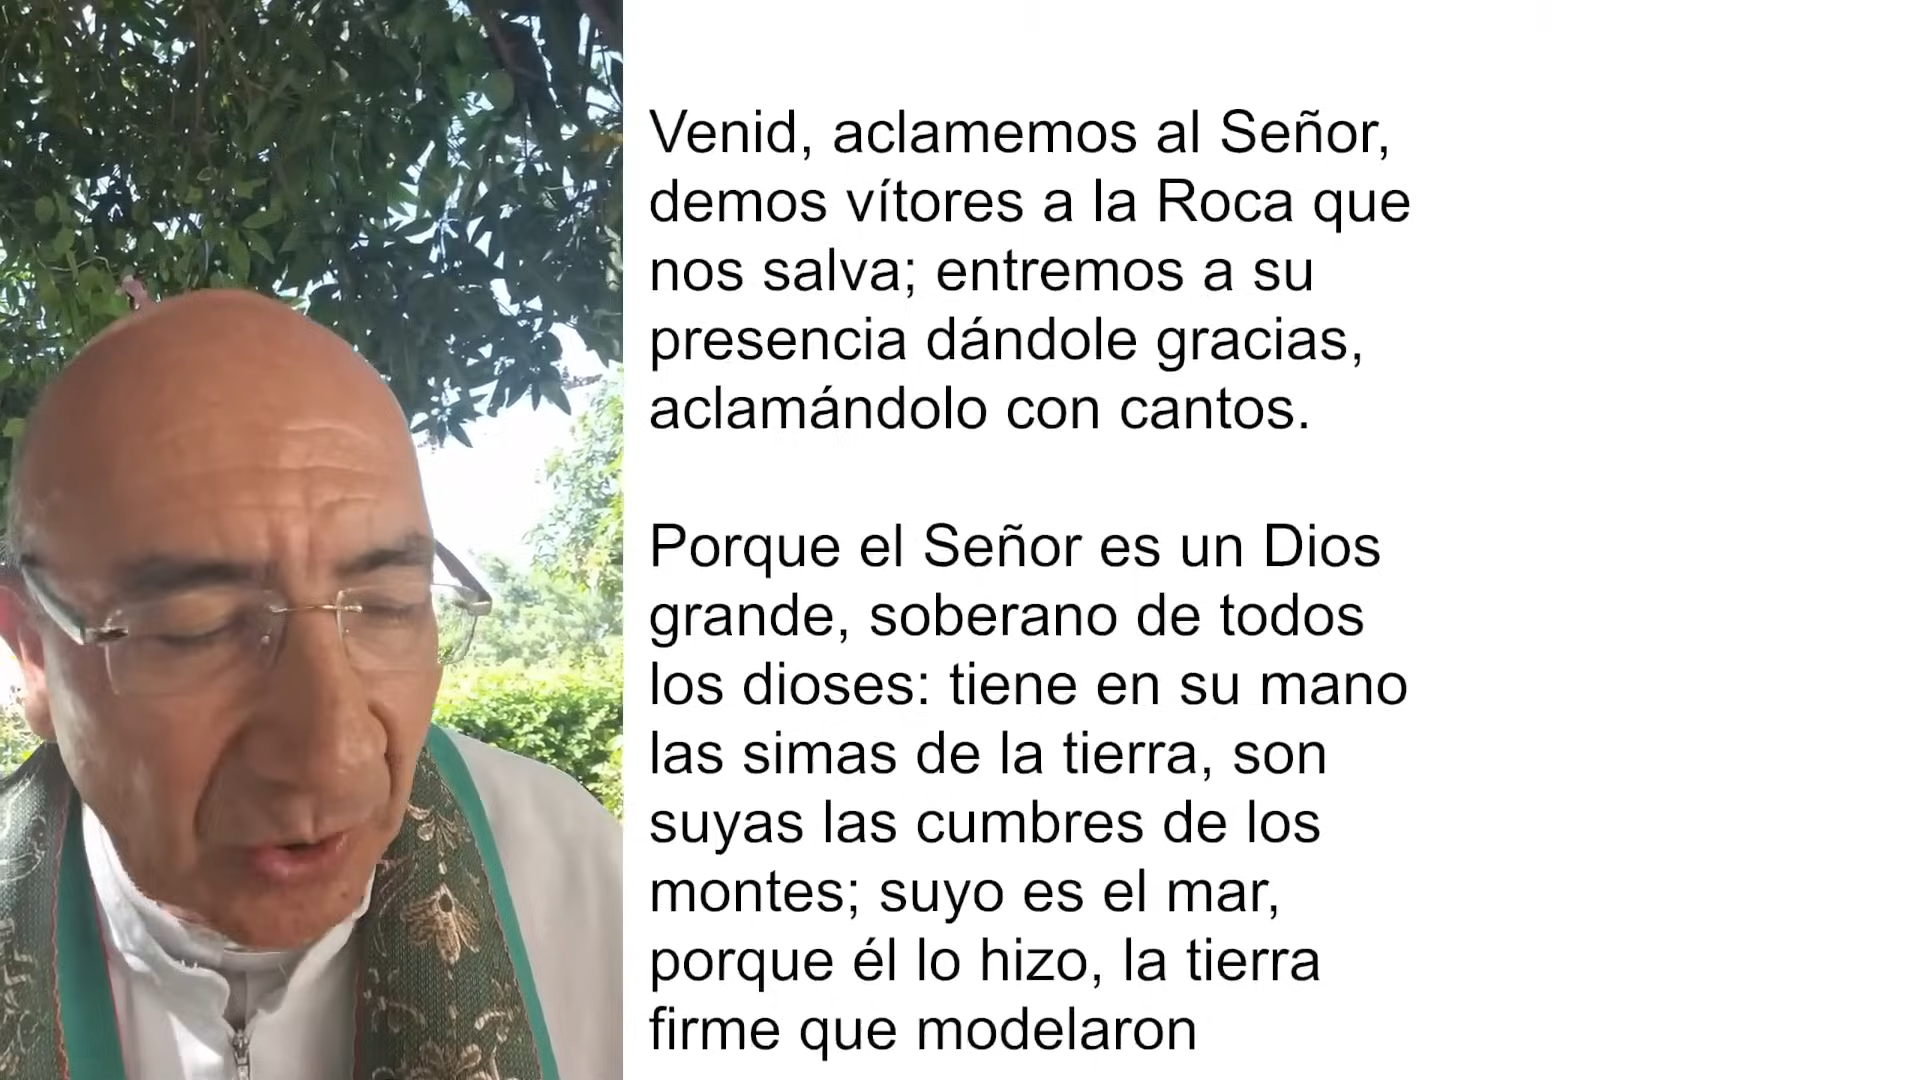 Venid, aclamemos al Señor,
demos vítores a la Roca que
nos salva; entremos a su
presencia dándole gracias,
aclamándolo con cantos.
Porque el Señor es un Dios
grande, soberano de todos
los dioses: tiene en su mano
las simas de la tierra, son
suyas las cumbres de los
montes; suyo es el mar,
porque él lo hizo, la tierra
firme que modelaron